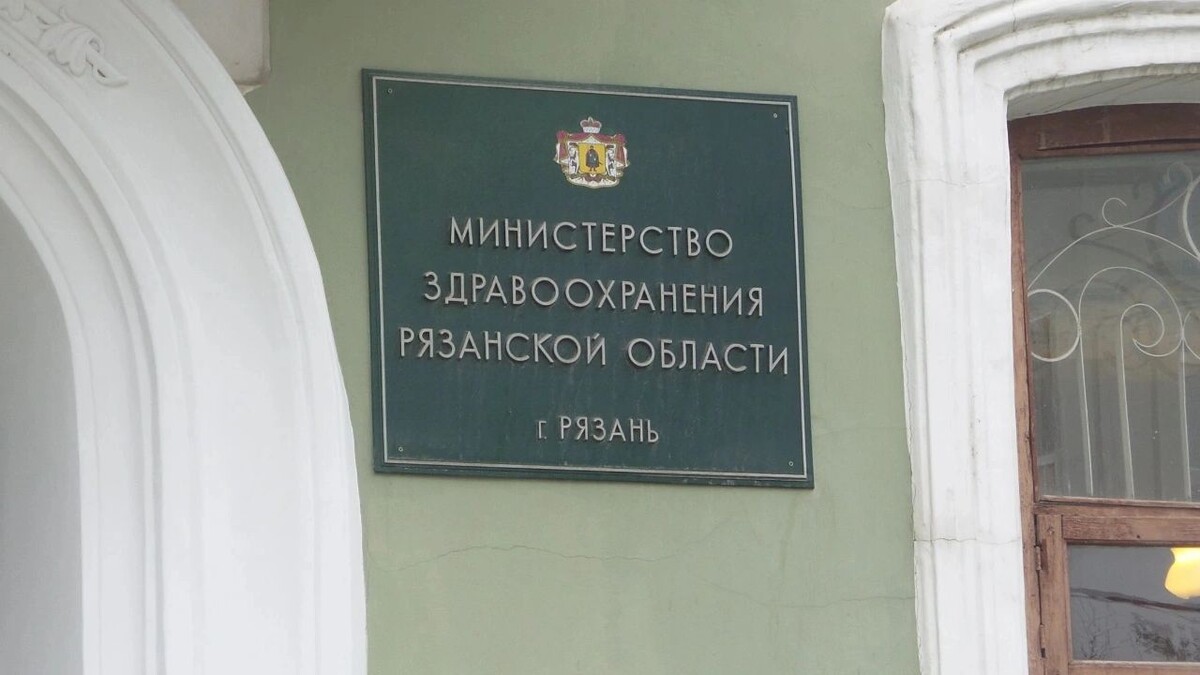 МИНИСТЕРСТВО
ЗДРАВООХРАНЕНИЯ
РЯЗАНСКОЙ ОБЛАСТИ
г. РЯЗАНЬ